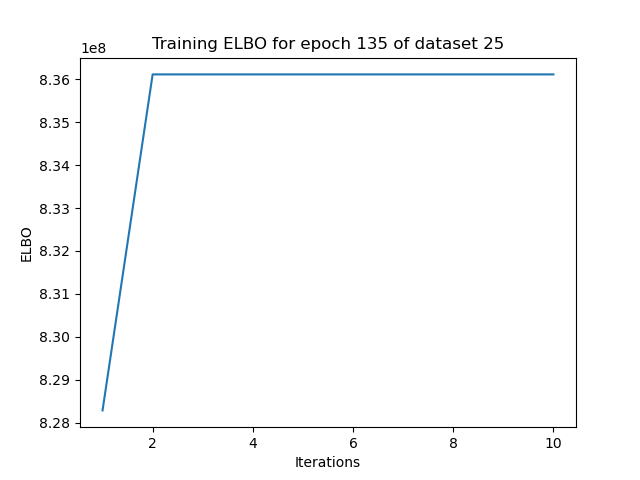 Training ELBO for epoch 135 of dataset 25
1e8
8.36
8.35
8.34
8.33
8.32
8.31
8.30
8.29
8.28
ELBO
2 4 6 8 10
Iterations